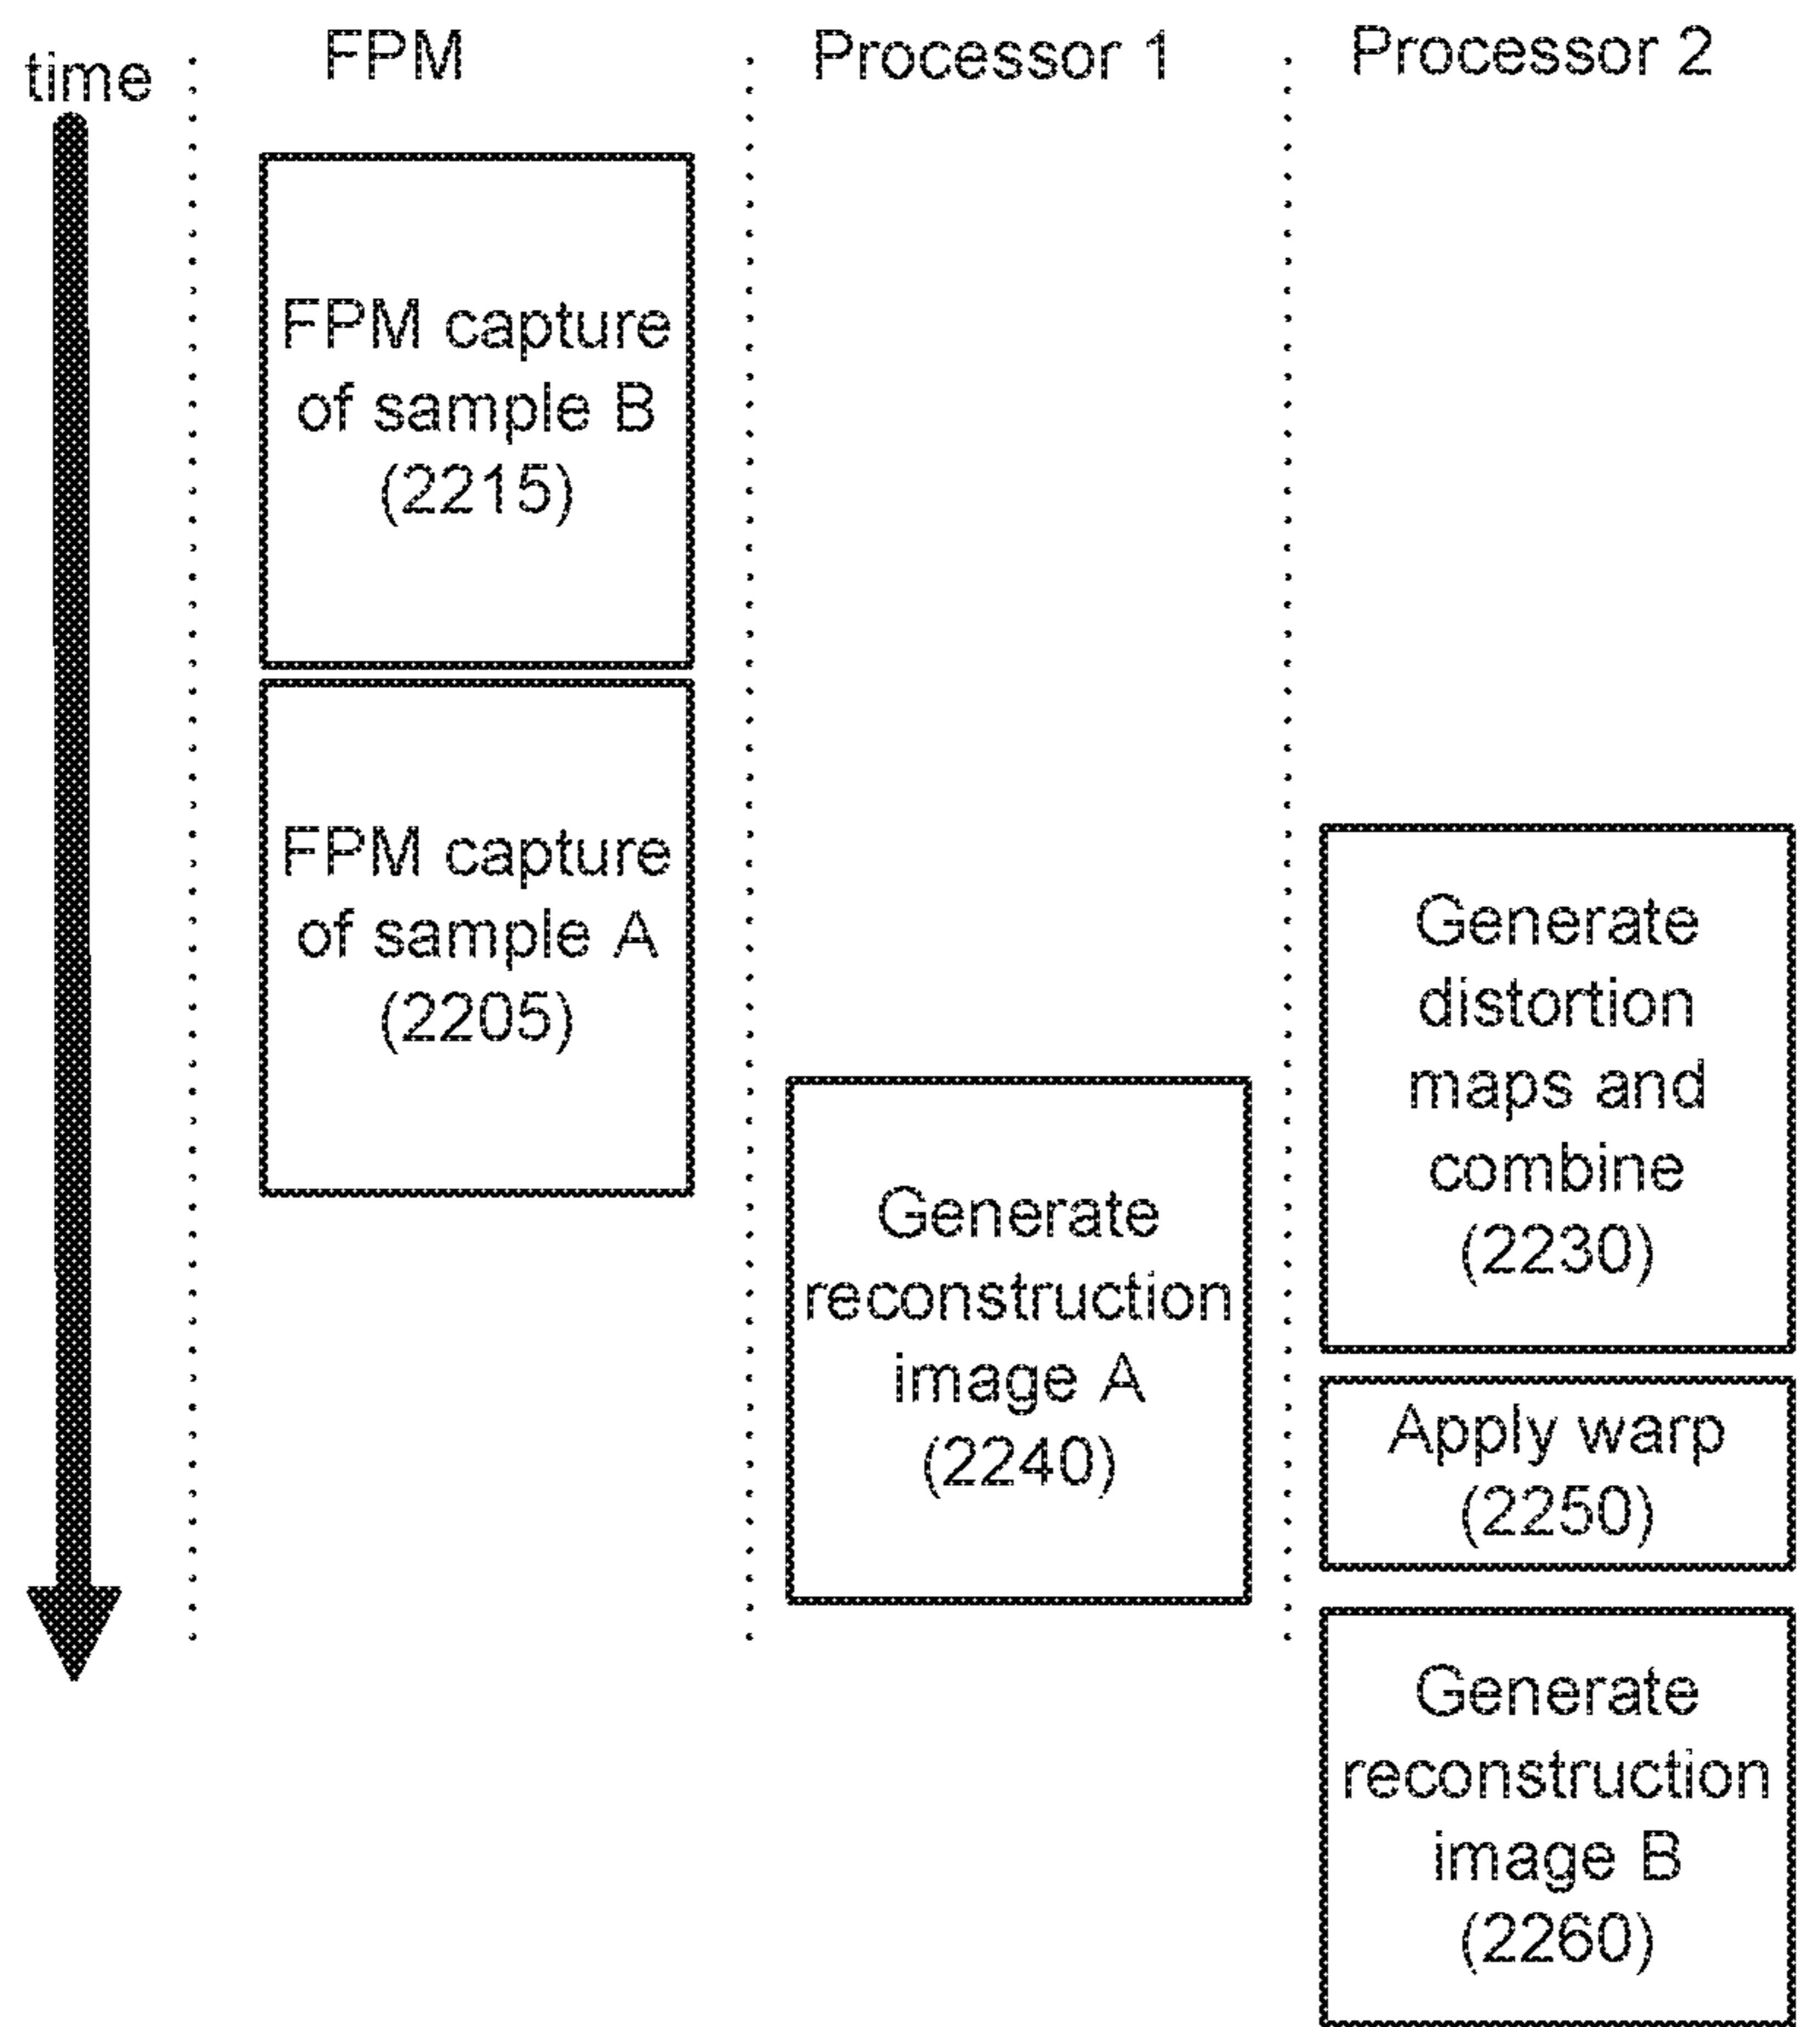 time
FPM
Processor 1
Processor 2
FPM capture
of sample B
(2215)
FPM capture
of sample A
(2205)
Generate
reconstruction
image A
(2240)
Generate
distortion
maps and
combine
(2230)
Apply warp
(2250)
Generate
reconstruction
image B
(2260)